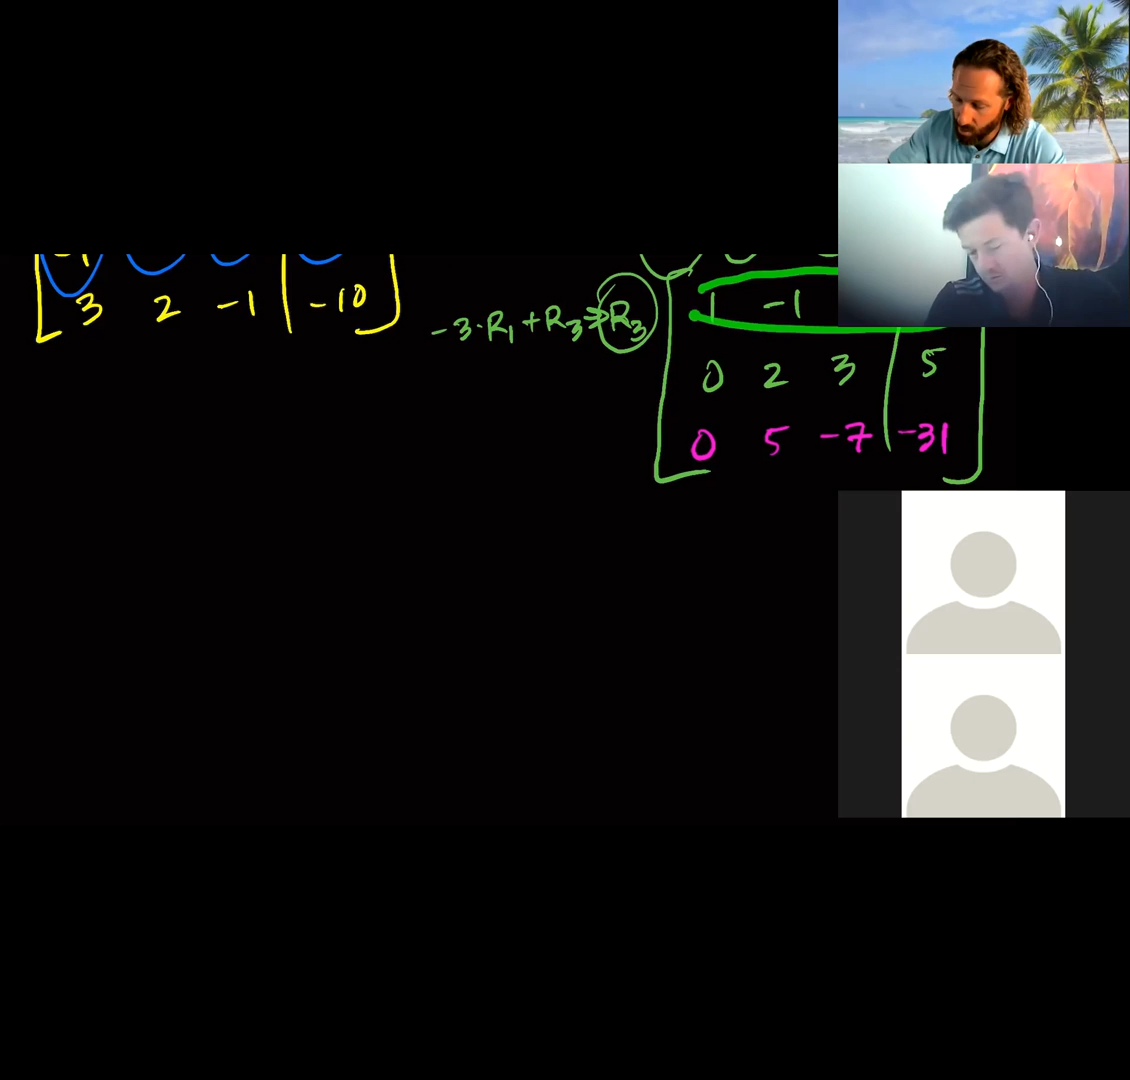 3 2 -1 | -10
-3·R₁ + R₃ ⇒ R₃
1 -1
0 2 3 | 5
0 5 -7 | -31